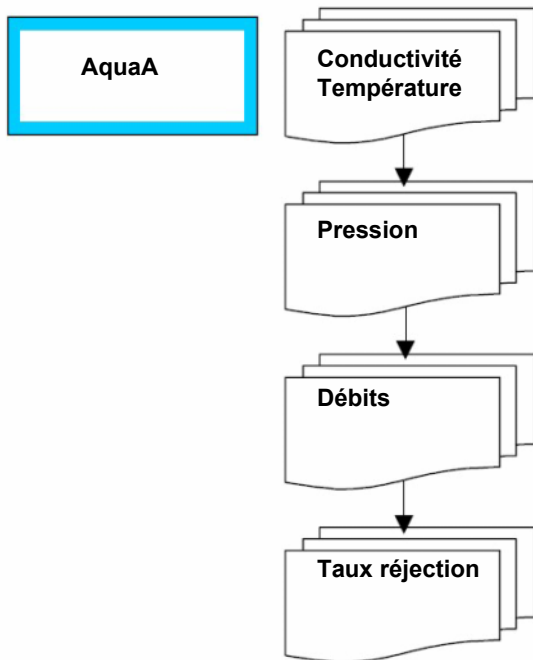 AquaA
Conductivité
Température
Pression
Débits
Taux réjection